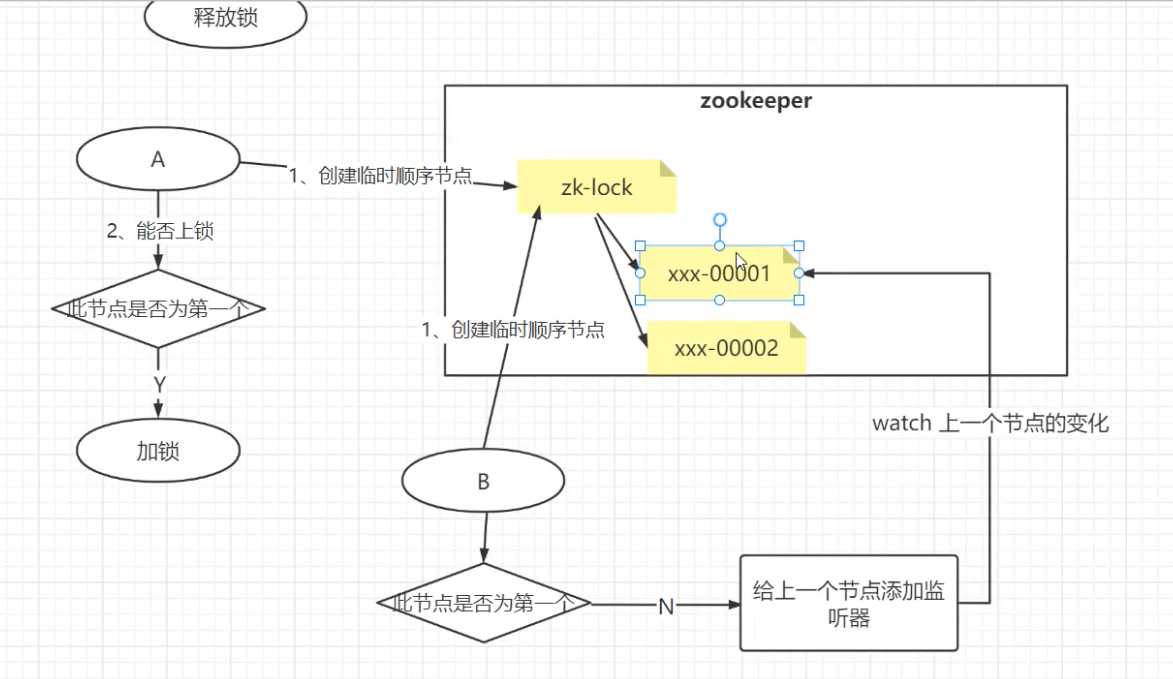 释放锁
zookeeper
A
1、创建临时顺序节点
zk-lock
2、能否上锁
xxx-00001
此节点是否为第一个
1、创建临时顺序节点
xxx-00002
Y
watch 上一个节点的变化
加锁
B
给上一个节点添加监
听器
此节点是否为第一个
N